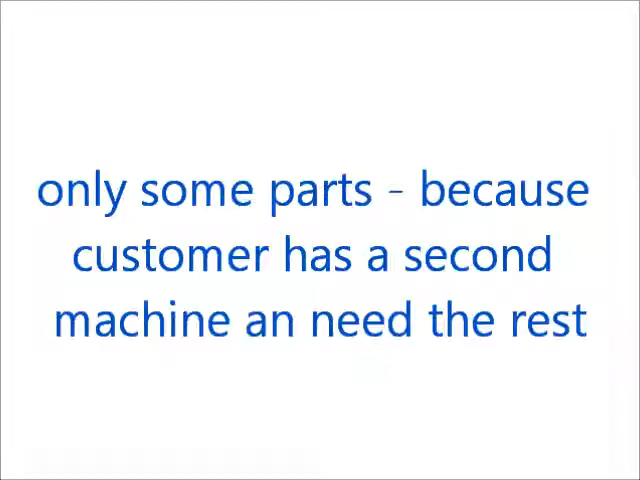 only some parts - because
customer has a second
machine an need the rest